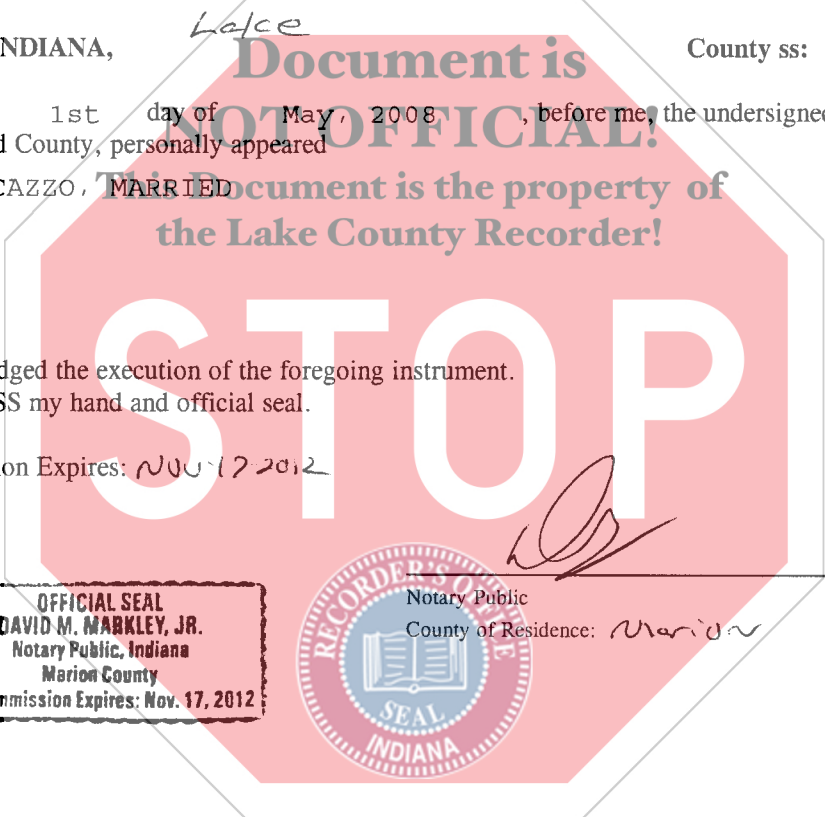 Lake
NDIANA, County ss:
Document is
1st day of May, 2008 , before me, the undersigned
NOT OFFICIAL!
d County, personally appeared
CAZZO, MARRIED
This Document is the property of
the Lake County Recorder!
STOP
dged the execution of the foregoing instrument.
SS my hand and official seal.
on Expires: NOV 17 2012
OFFICIAL SEAL
DAVID M. MARKLEY, JR.
Notary Public, Indiana
Marion County
mmission Expires: Nov. 17, 2012
RECORDER'S OFFICE
SEAL
INDIANA
Notary Public
County of Residence: Marion